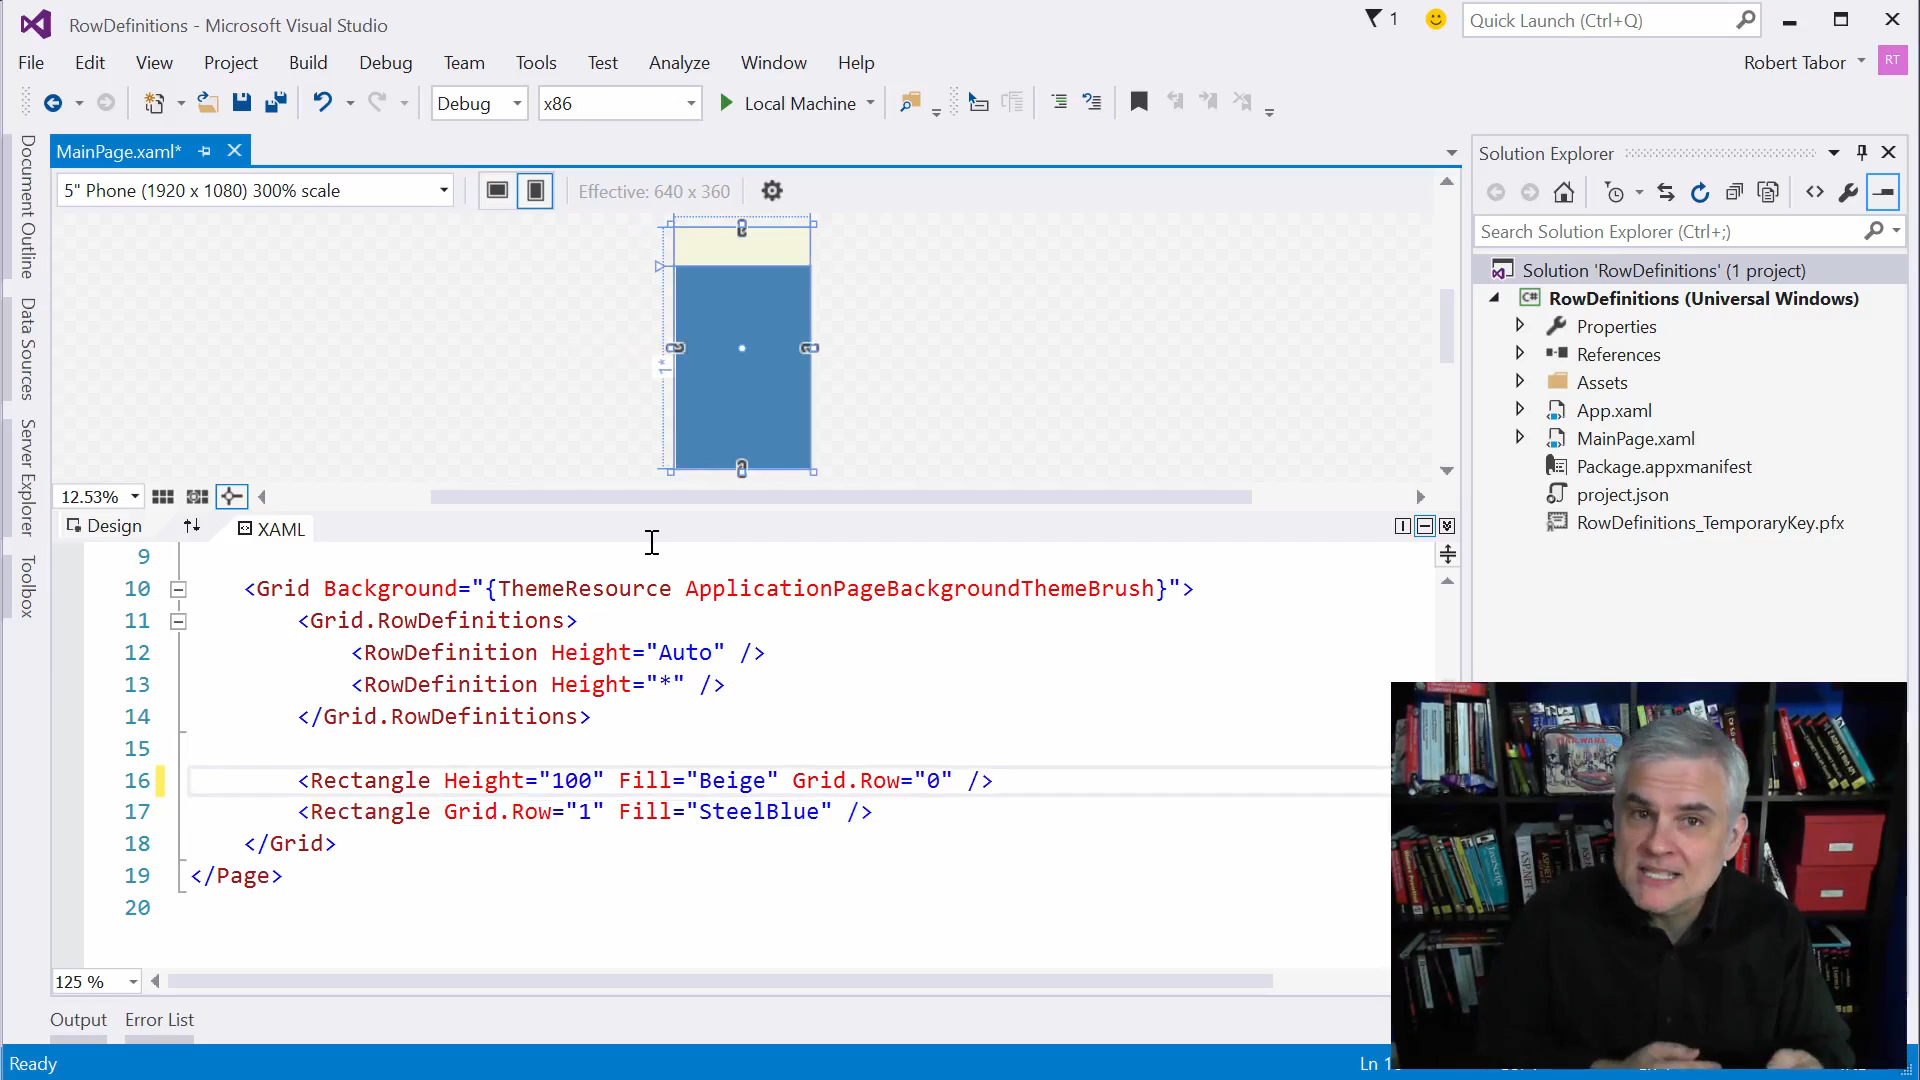 RowDefinitions - Microsoft Visual Studio
1
Quick Launch (Ctrl+Q)
File Edit View Project Build Debug Team Tools Test Analyze Window Help
Robert Tabor RT
Debug x86 Local Machine
MainPage.xaml*
5" Phone (1920 x 1080) 300% scale
Effective: 640 x 360
Document Outline
Data Sources
Server Explorer
Toolbox
1*
12.53%
Design
XAML
9
10 <Grid Background="{ThemeResource ApplicationPageBackgroundThemeBrush}">
11 <Grid.RowDefinitions>
12 <RowDefinition Height="Auto" />
13 <RowDefinition Height="*" />
14 </Grid.RowDefinitions>
15
16 <Rectangle Height="100" Fill="Beige" Grid.Row="0" />
17 <Rectangle Grid.Row="1" Fill="SteelBlue" />
18 </Grid>
19 </Page>
20
125 %
Output Error List
Ready
Ln 1
Solution Explorer
Search Solution Explorer (Ctrl+;)
Solution 'RowDefinitions' (1 project)
C# RowDefinitions (Universal Windows)
Properties
References
Assets
App.xaml
MainPage.xaml
Package.appxmanifest
project.json
RowDefinitions_TemporaryKey.pfx